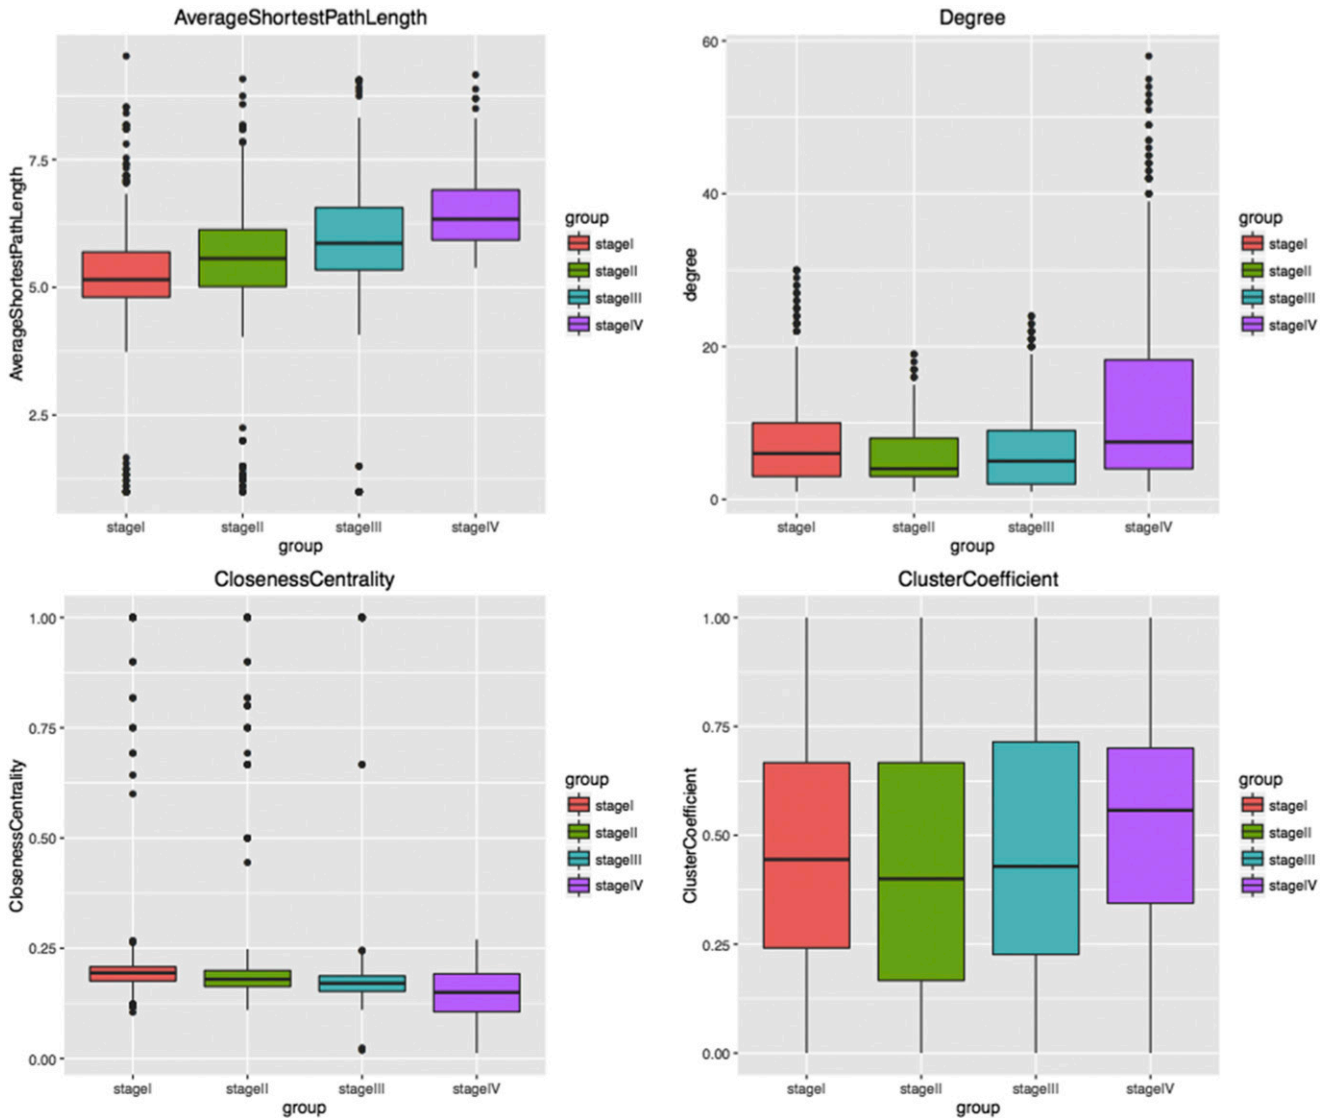 AverageShortestPathLength
AverageShortestPathLength
7.5
5.0
2.5
stageI stageII stageIII stageIV
group
group
stageI
stageII
stageIII
stageIV
Degree
degree
60
40
20
0
stageI stageII stageIII stageIV
group
group
stageI
stageII
stageIII
stageIV
ClosenessCentrality
ClosenessCentrality
1.00
0.75
0.50
0.25
0.00
stageI stageII stageIII stageIV
group
group
stageI
stageII
stageIII
stageIV
ClusterCoefficient
ClusterCoefficient
1.00
0.75
0.50
0.25
0.00
stageI stageII stageIII stageIV
group
group
stageI
stageII
stageIII
stageIV